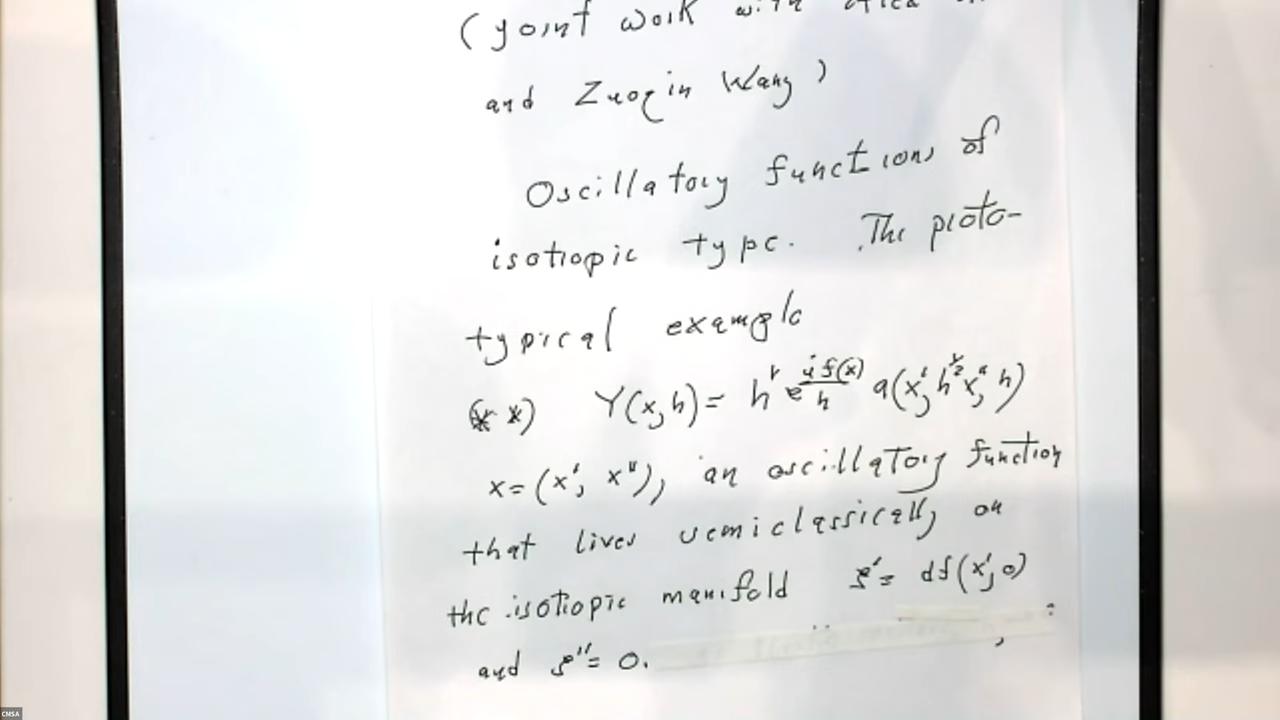 (joint work with
and Zuoqin Wang)
Oscillatory functions of
isotropic type. The proto-
typical example
(**) Υ(x,h) = h^r e^{i f(x)/h} a(x', h^{½} x'', h)
x = (x', x''), an oscillatory function
that lives semiclassically on
the isotropic manifold ξ' = df(x', 0)
and ξ'' = 0.
CMSA